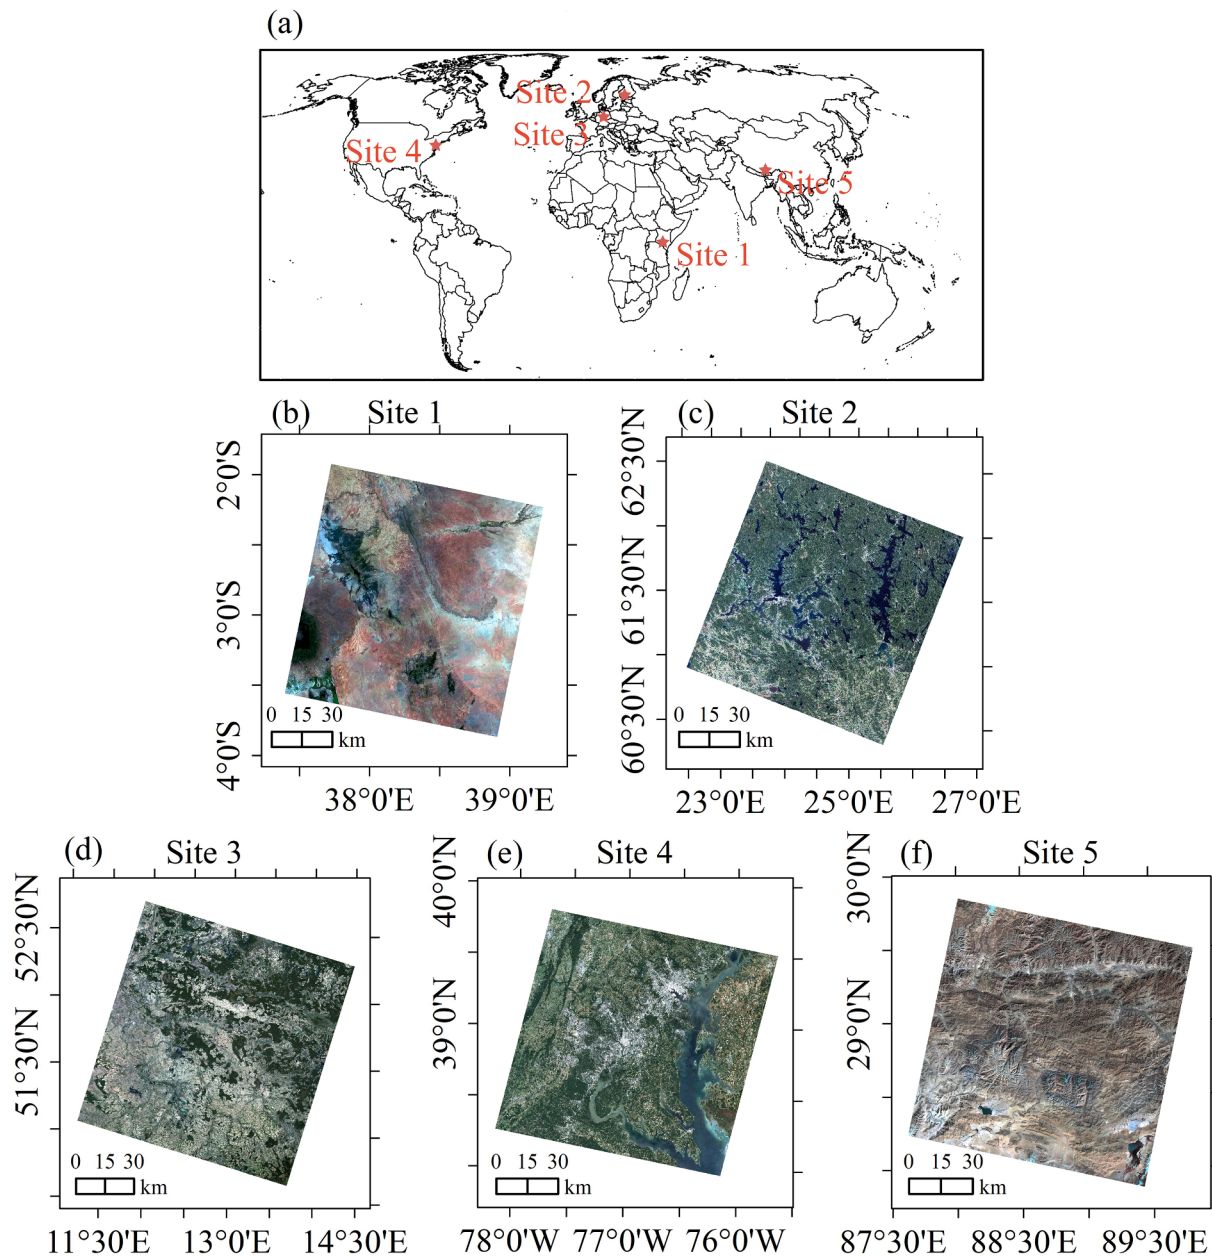 (a)
Site 2
Site 3
Site 4
Site 5
Site 1
(b) Site 1
2°0'S
3°0'S
4°0'S
0 15 30
km
38°0'E 39°0'E
(c) Site 2
62°30'N
61°30'N
60°30'N
0 15 30
km
23°0'E 25°0'E 27°0'E
(d) Site 3
52°30'N
51°30'N
0 15 30
km
11°30'E 13°0'E 14°30'E
(e) Site 4
40°0'N
39°0'N
0 15 30
km
78°0'W 77°0'W 76°0'W
(f) Site 5
30°0'N
29°0'N
0 15 30
km
87°30'E 88°30'E 89°30'E